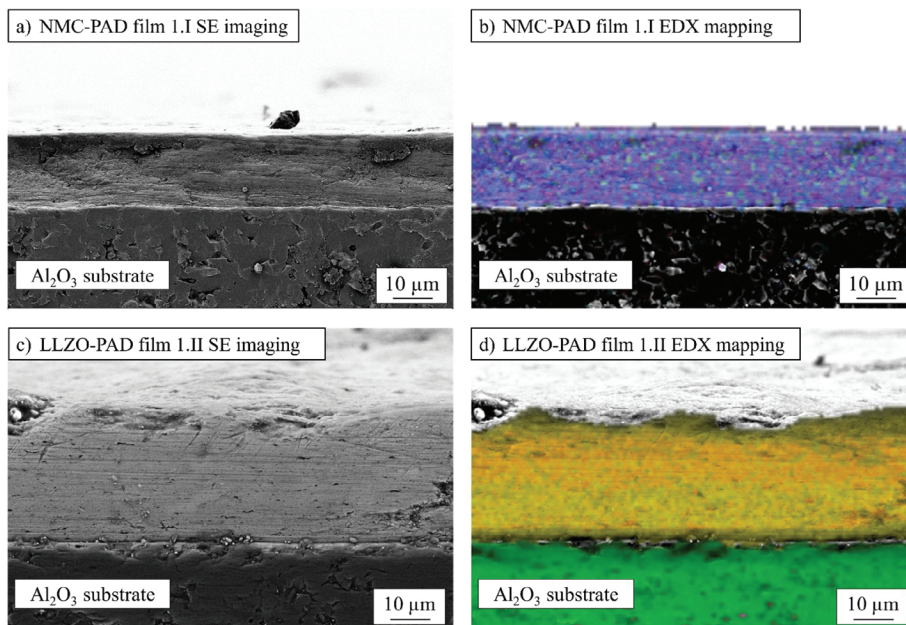 a) NMC-PAD film 1.I SE imaging
b) NMC-PAD film 1.I EDX mapping
Al₂O₃ substrate
10 µm
Al₂O₃ substrate
10 µm
c) LLZO-PAD film 1.II SE imaging
d) LLZO-PAD film 1.II EDX mapping
Al₂O₃ substrate
10 µm
Al₂O₃ substrate
10 µm